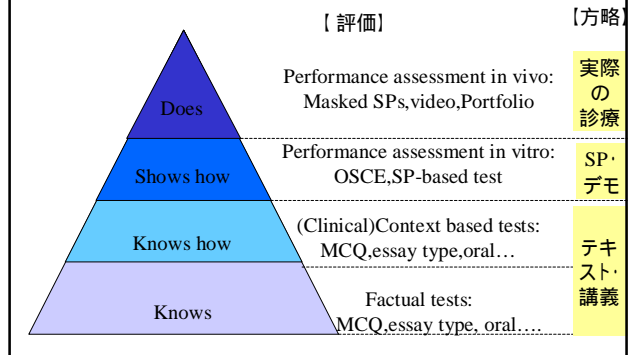 【評価】
【方略】
Does
Performance assessment in vivo:
Masked SPs,video,Portfolio
実際
の
診療
Shows how
Performance assessment in vitro:
OSCE,SP-based test
SP・
デモ
Knows how
(Clinical)Context based tests:
MCQ,essay type,oral…
Knows
Factual tests:
MCQ,essay type, oral….
テキ
スト・
講義